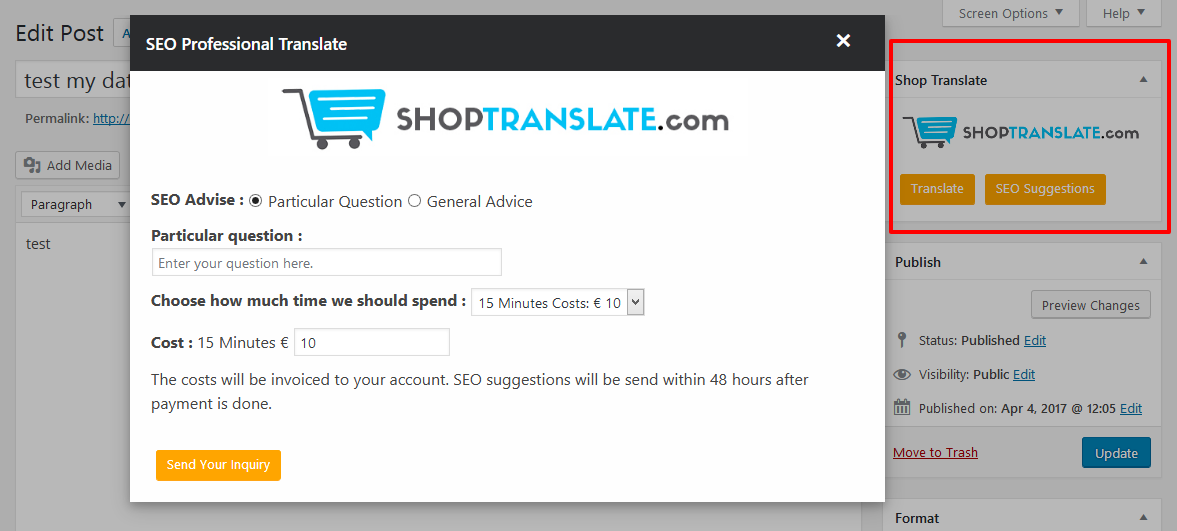 Screen Options
Help
Edit Post
A
test my dat
Permalink: http://
Add Media
Paragraph
test
SEO Professional Translate
SHOPTRANSLATE.com
SEO Advise : Particular Question General Advice
Particular question :
Enter your question here.
Choose how much time we should spend : 15 Minutes Costs: € 10
Cost : 15 Minutes € 10
The costs will be invoiced to your account. SEO suggestions will be send within 48 hours after
payment is done.
Send Your Inquiry
Shop Translate
SHOPTRANSLATE.com
Translate SEO Suggestions
Publish
Preview Changes
Status: Published Edit
Visibility: Public Edit
Published on: Apr 4, 2017 @ 12:05 Edit
Move to Trash
Update
Format